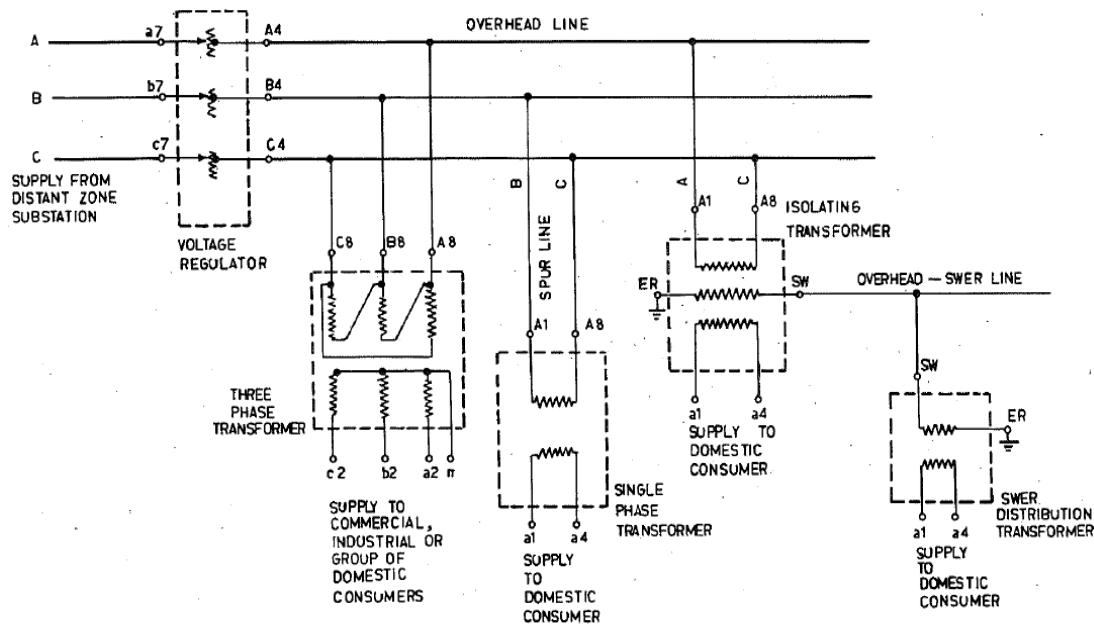 OVERHEAD LINE
A
a7
A4
B
b7
B4
C
c7
C4
SUPPLY FROM
DISTANT ZONE
SUBSTATION
VOLTAGE
REGULATOR
C8
B8
A8
THREE
PHASE
TRANSFORMER
c2
b2
a2
n
SUPPLY TO
COMMERCIAL,
INDUSTRIAL OR
GROUP OF
DOMESTIC
CONSUMERS
B
C
SPUR LINE
A1
A8
SINGLE
PHASE
TRANSFORMER
a1
a4
SUPPLY
TO
DOMESTIC
CONSUMER
A
C
A1
A8
ISOLATING
TRANSFORMER
ER
SW
a1
a4
SUPPLY TO
DOMESTIC
CONSUMER
OVERHEAD - SWER LINE
SW
ER
SWER
DISTRIBUTION
TRANSFORMER
a1
a4
SUPPLY
TO
DOMESTIC
CONSUMER